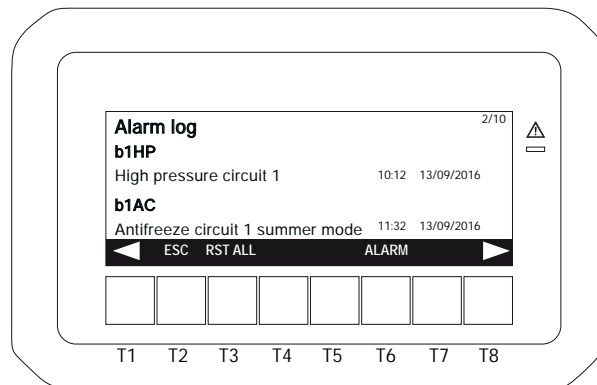 2/10
Alarm log
b1HP
High pressure circuit 1 10:12 13/09/2016
b1AC
Antifreeze circuit 1 summer mode 11:32 13/09/2016
ESC RST ALL ALARM
T1 T2 T3 T4 T5 T6 T7 T8